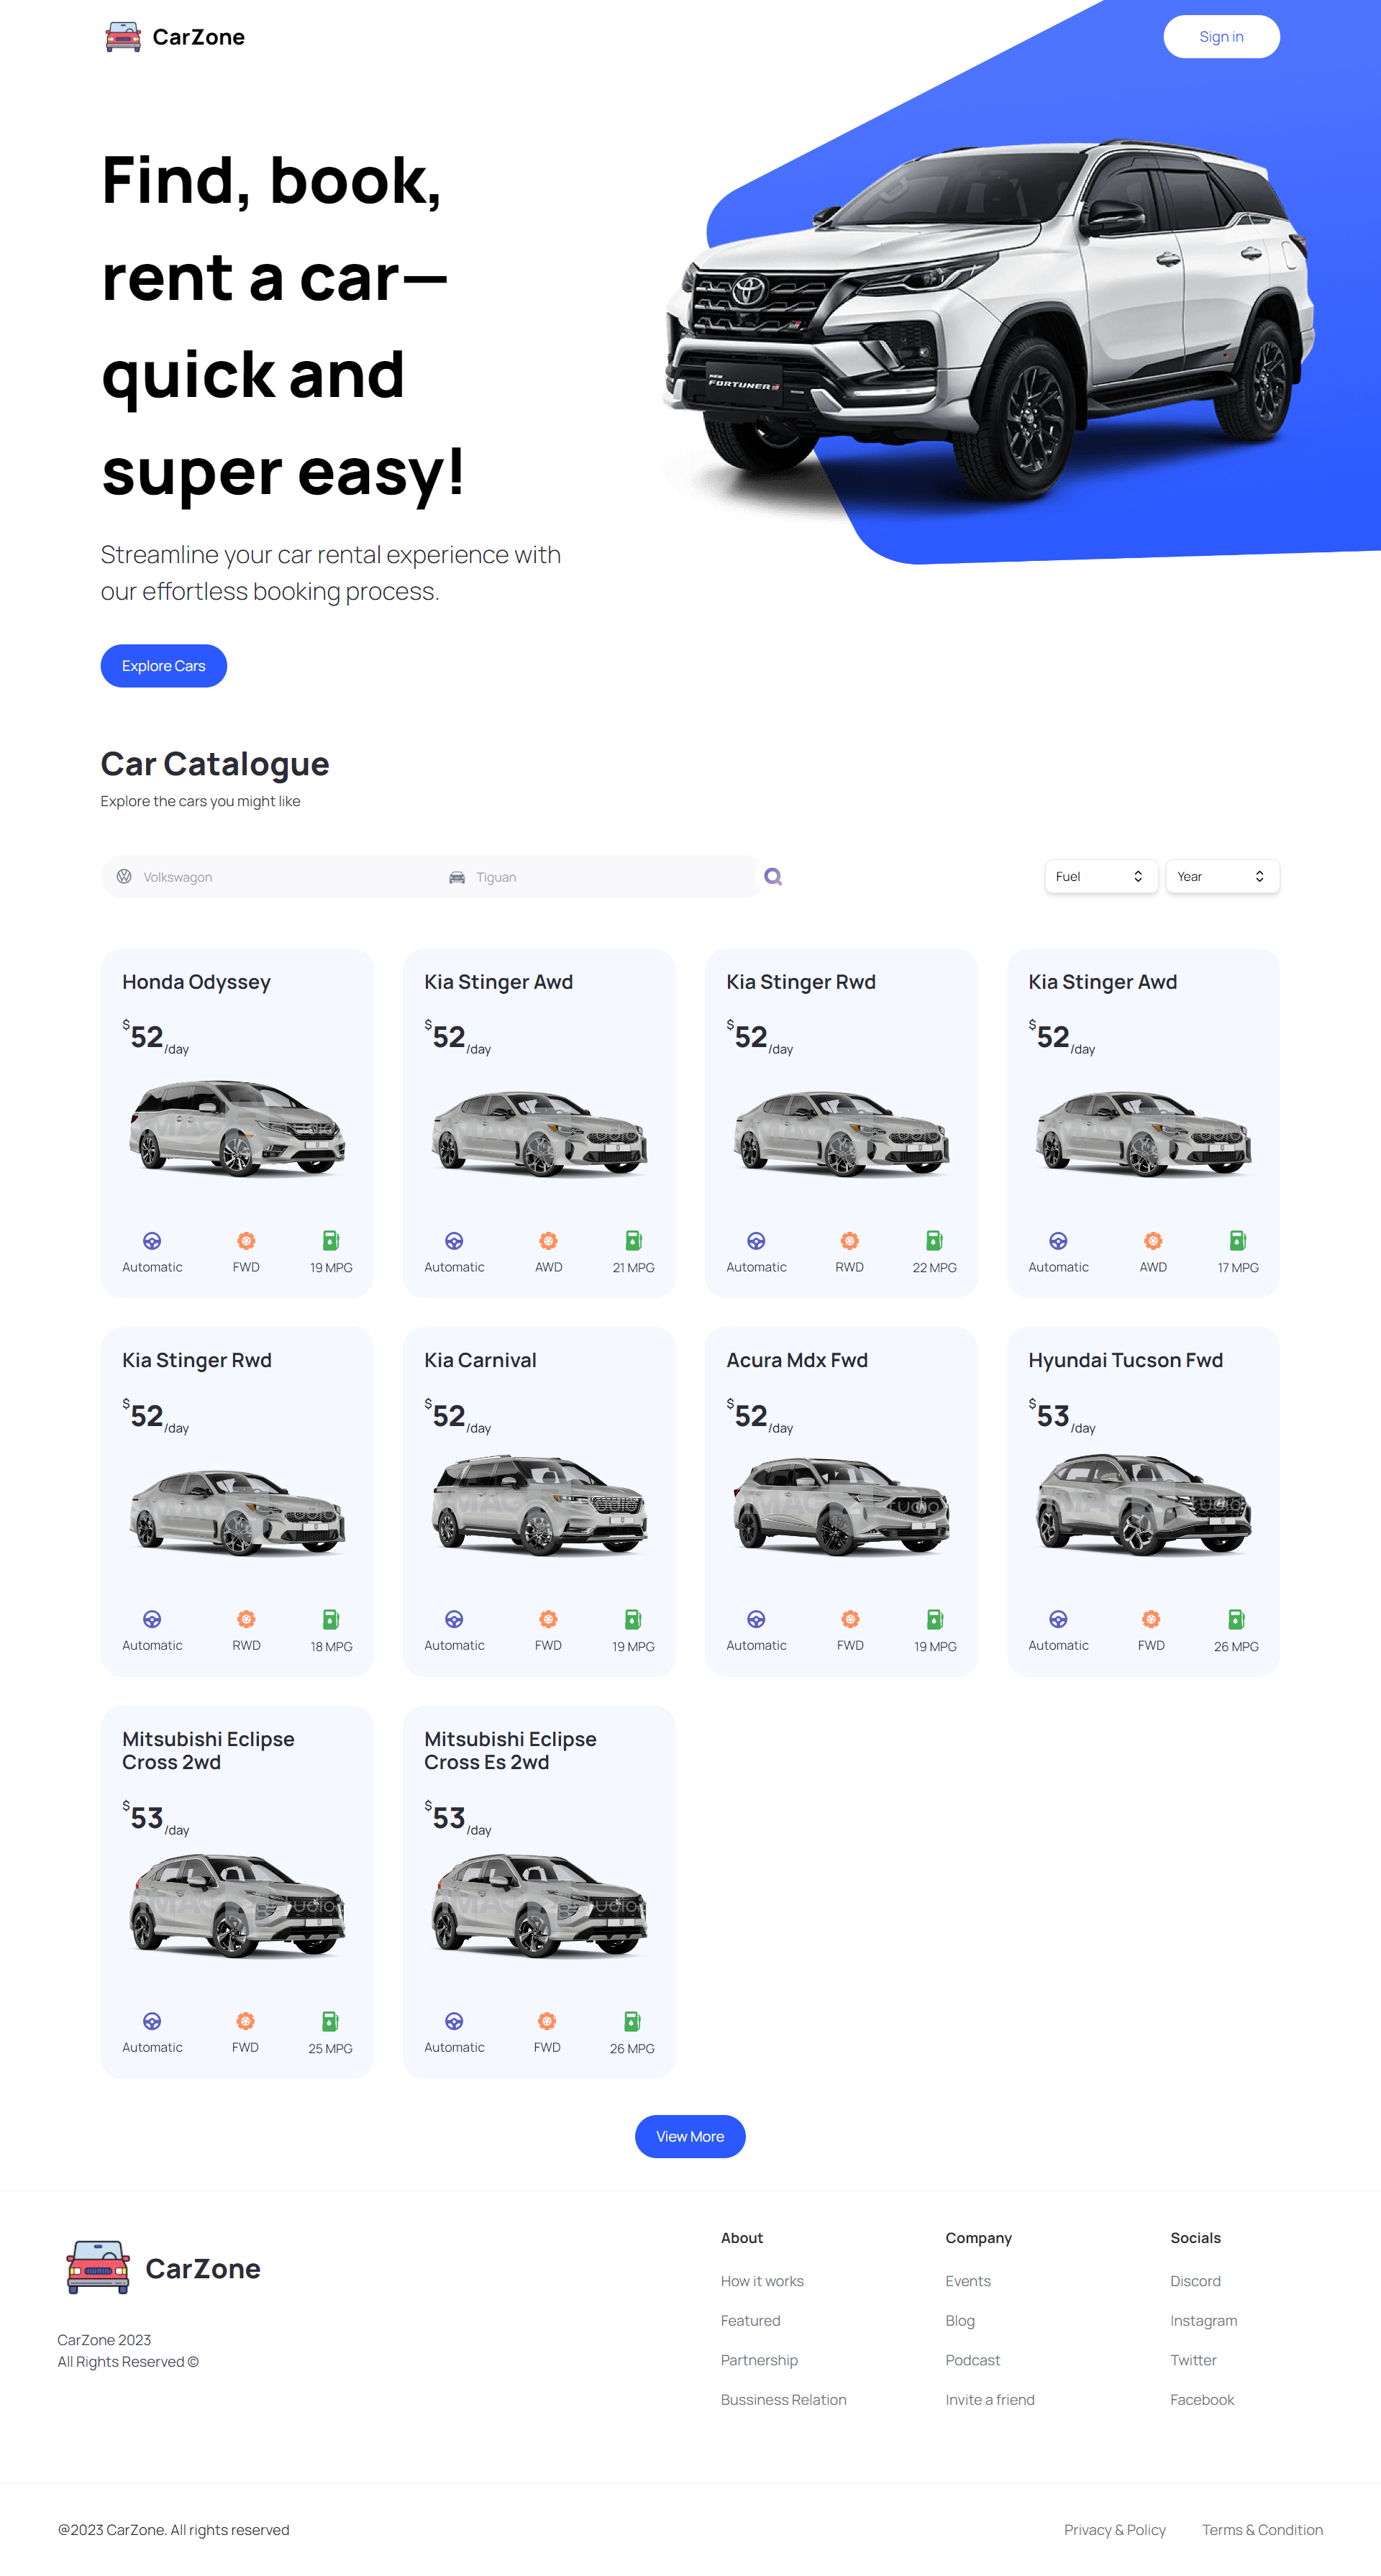 CarZone
Sign in
Find, book,
rent a car—
quick and
super easy!
Streamline your car rental experience with
our effortless booking process.
Explore Cars
NEW
FORTUNER
Car Catalogue
Explore the cars you might like
Volkswagon
Tiguan
Fuel
Year
Honda Odyssey
$52/day
Automatic
FWD
19 MPG
Kia Stinger Awd
$52/day
Automatic
AWD
21 MPG
Kia Stinger Rwd
$52/day
Automatic
RWD
22 MPG
Kia Stinger Awd
$52/day
Automatic
AWD
17 MPG
Kia Stinger Rwd
$52/day
Automatic
RWD
18 MPG
Kia Carnival
$52/day
Automatic
FWD
19 MPG
Acura Mdx Fwd
$52/day
Automatic
FWD
19 MPG
Hyundai Tucson Fwd
$53/day
Automatic
FWD
26 MPG
Mitsubishi Eclipse
Cross 2wd
$53/day
Automatic
FWD
25 MPG
Mitsubishi Eclipse
Cross Es 2wd
$53/day
Automatic
FWD
26 MPG
View More
CarZone
CarZone 2023
All Rights Reserved ©
About
How it works
Featured
Partnership
Bussiness Relation
Company
Events
Blog
Podcast
Invite a friend
Socials
Discord
Instagram
Twitter
Facebook
@2023 CarZone. All rights reserved
Privacy & Policy
Terms & Condition